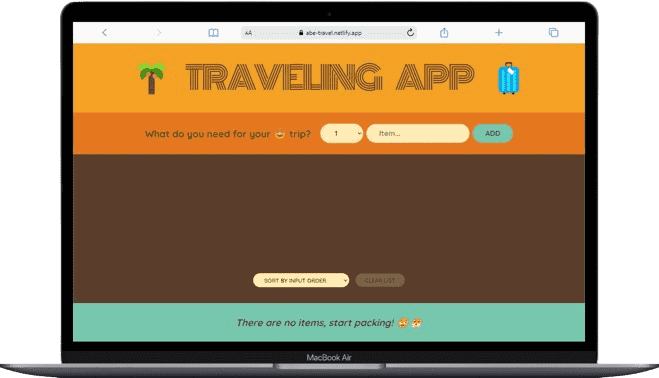 AA abe-travel.netlify.app
TRAVELING APP
What do you need for your 😍 trip? 1 Item... ADD
SORT BY INPUT ORDER CLEAR LIST
There are no items, start packing!
MacBook Air